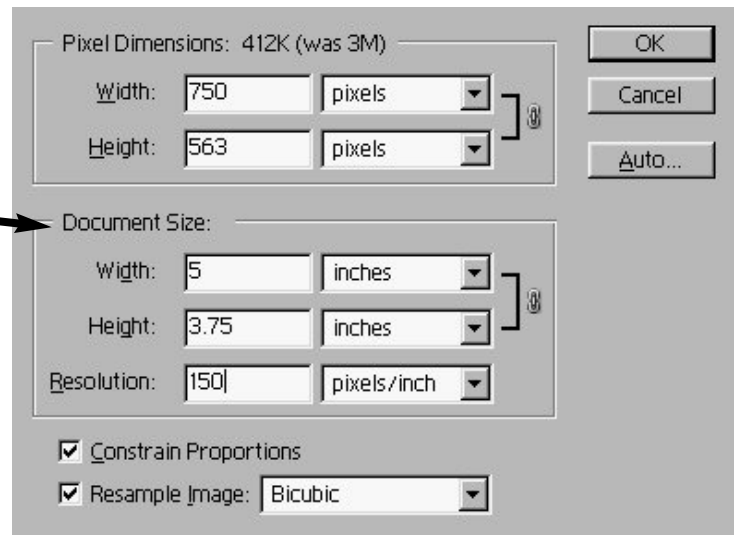 Pixel Dimensions: 412K (was 3M)
Width: 750 pixels
Height: 563 pixels
OK
Cancel
Auto...
Document Size:
Width: 5 inches
Height: 3.75 inches
Resolution: 150 pixels/inch
Constrain Proportions
Resample Image: Bicubic